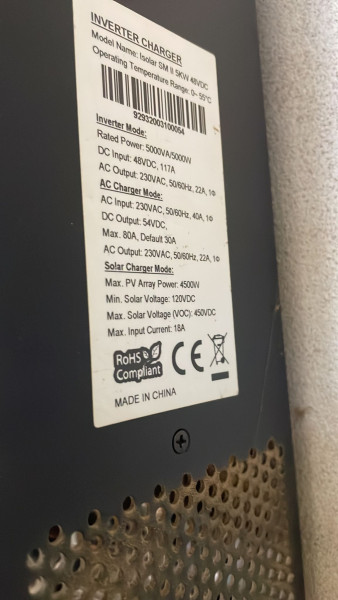 INVERTER CHARGER
Model Name: Isolar SM II 5KW 48VDC
Operating Temperature Range: 0~ 55°C
92932003100064
Inverter Mode:
Rated Power: 5000VA/5000W
DC Input: 48VDC, 117A
AC Output: 230VAC, 50/60Hz, 22A, 1Φ
AC Charger Mode:
AC Input: 230VAC, 50/60Hz, 40A, 1Φ
DC Output: 54VDC,
Max. 80A, Default 30A
AC Output: 230VAC, 50/60Hz, 22A, 1Φ
Solar Charger Mode:
Max. PV Array Power: 4500W
Min. Solar Voltage: 120VDC
Max. Solar Voltage (VOC): 450VDC
Max. Input Current: 18A
RoHS
Compliant
CE
MADE IN CHINA